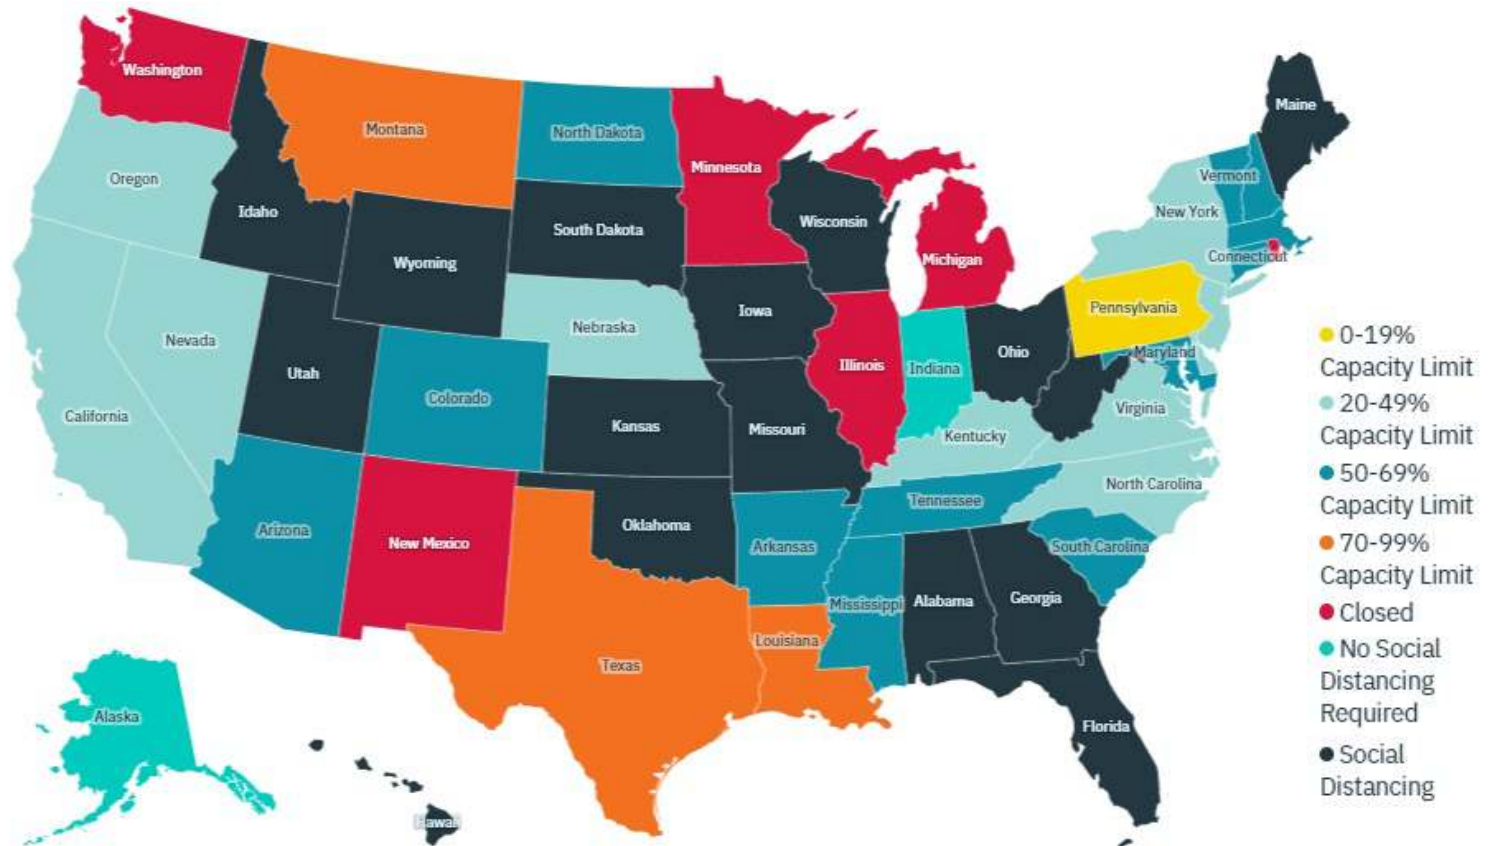 Washington
Montana
North Dakota
Minnesota
Maine
Oregon
Idaho
Wyoming
South Dakota
Wisconsin
Michigan
Vermont
New York
Connecticut
Nevada
Utah
Colorado
Nebraska
Iowa
Illinois
Indiana
Ohio
Pennsylvania
Maryland
California
Kansas
Missouri
Kentucky
Virginia
Arizona
New Mexico
Oklahoma
Arkansas
Tennessee
North Carolina
South Carolina
Texas
Louisiana
Mississippi
Alabama
Georgia
Florida
Alaska
Hawaii
0-19%
Capacity Limit
20-49%
Capacity Limit
50-69%
Capacity Limit
70-99%
Capacity Limit
Closed
No Social
Distancing
Required
Social
Distancing